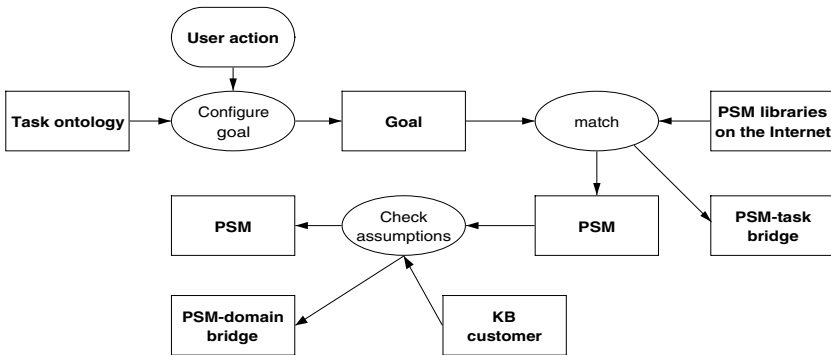 User action
Task ontology
Configure
goal
Goal
match
PSM libraries
on the Internet
PSM
Check
assumptions
PSM
PSM-task
bridge
PSM-domain
bridge
KB
customer